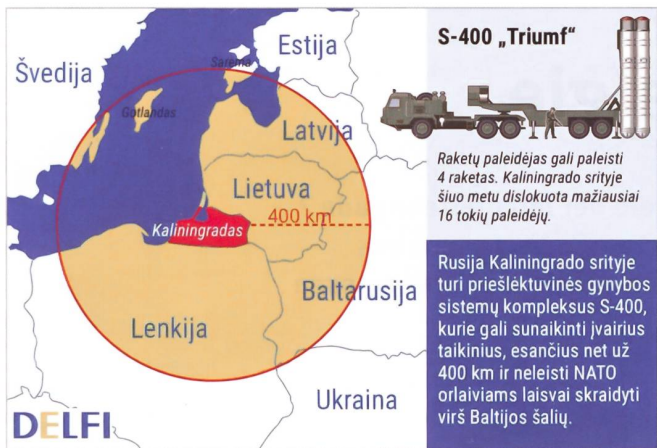 Švedija
Estija
Sarema
Gotlandas
Latvija
Lietuva
400 km
Kaliningradas
Baltarusija
Lenkija
Ukraina
DELFI
S-400 „Triumf“
Raketų paleidėjas gali paleisti
4 raketas. Kaliningrado srityje
šiuo metu dislokuota mažiausiai
16 tokių paleidėjų.
Rusija Kaliningrado srityje
turi priešlėktuvinės gynybos
sistemų kompleksus S-400,
kurie gali sunaikinti įvairius
taikinius, esančius net už
400 km ir neleisti NATO
orlaiviams laisvai skraidyti
virš Baltijos šalių.